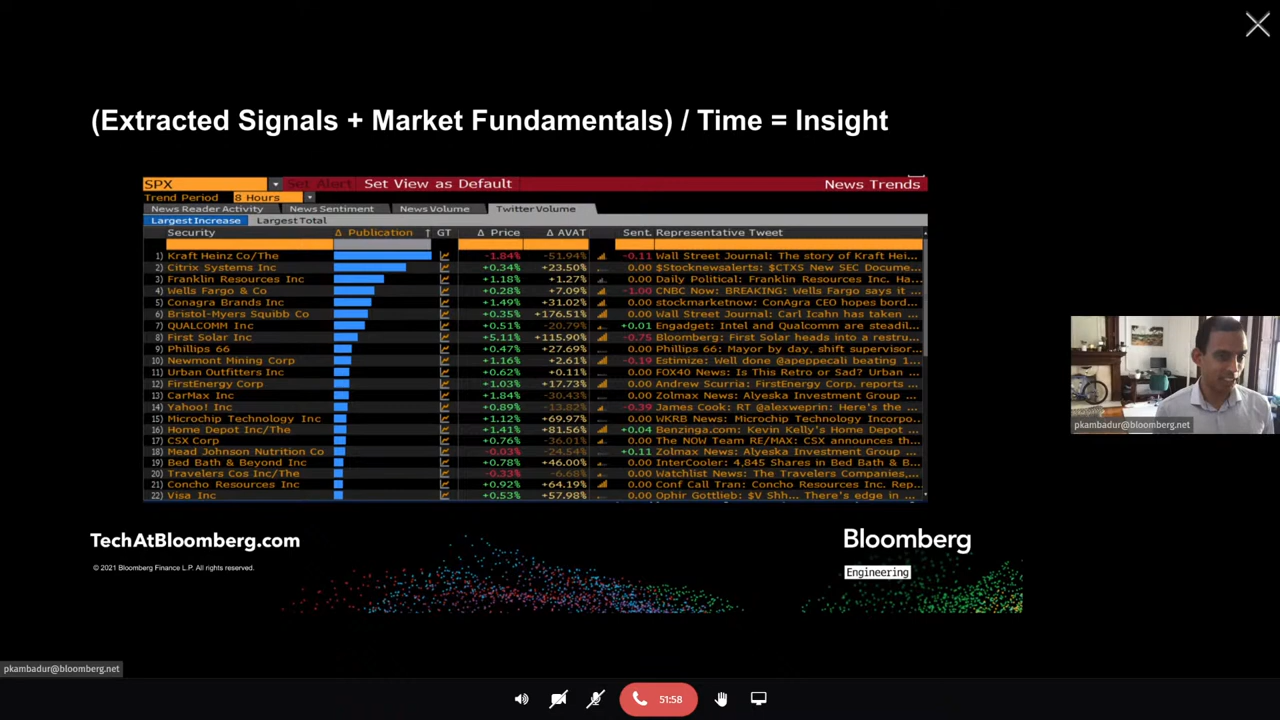 (Extracted Signals + Market Fundamentals) / Time = Insight
SPX Set Alert Set View as Default News Trends
Trend Period 8 Hours
News Reader Activity News Sentiment News Volume Twitter Volume
Largest Increase Largest Total
Security Δ Publication ↑ GT Δ Price Δ AVAT Sent. Representative Tweet
1) Kraft Heinz Co/The -1.84% -51.94% -0.11 Wall Street Journal: The story of Kraft Hei...
2) Citrix Systems Inc +0.34% +23.50% 0.00 $Stocknewsalerts: $CTXS New SEC Docume...
3) Franklin Resources Inc +1.18% +1.27% 0.00 Daily Political: Franklin Resources Inc. Ha...
4) Wells Fargo & Co +0.28% +7.09% -1.00 CNBC Now: BREAKING: Wells Fargo says it ...
5) Conagra Brands Inc +1.49% +31.02% 0.00 stockmarketnow: ConAgra CEO hopes bord...
6) Bristol-Myers Squibb Co +0.35% +176.51% 0.00 Wall Street Journal: Carl Icahn has taken ...
7) QUALCOMM Inc +0.51% -20.79% +0.01 Engadget: Intel and Qualcomm are steadil...
8) First Solar Inc +5.11% +115.90% -0.75 Bloomberg: First Solar heads into a restru...
9) Phillips 66 +0.47% +27.69% 0.00 Phillips 66: Mayor by day, shift supervisor...
10) Newmont Mining Corp +1.16% +2.61% -0.19 Estimize: Well done @apeppecali beating 1...
11) Urban Outfitters Inc +0.62% +0.11% 0.00 FOX40 News: Is This Retro or Sad? Urban ...
12) FirstEnergy Corp +1.03% +17.73% 0.00 Andrew Scurria: FirstEnergy Corp. reports ...
13) CarMax Inc +1.84% -30.43% 0.00 Zolmax News: Alyeska Investment Group ...
14) Yahoo! Inc +0.89% -13.82% -0.39 James Cook: RT @alexweprin: Here's the ...
15) Microchip Technology Inc +1.12% +69.97% 0.00 WKRB News: Microchip Technology Incorpo...
16) Home Depot Inc/The +1.41% +81.56% +0.04 Benzinga.com: Kevin Kelly's Home Depot ...
17) CSX Corp +0.76% -36.01% 0.00 The NOW Team RE/MAX: CSX announces th...
18) Mead Johnson Nutrition Co -0.03% -24.54% +0.11 Zolmax News: Alyeska Investment Group ...
19) Bed Bath & Beyond Inc +0.78% +46.00% 0.00 InterCooler: 4,845 Shares in Bed Bath & B...
20) Travelers Cos Inc/The -0.33% -6.68% 0.00 Watchlist News: The Travelers Companies,...
21) Concho Resources Inc +0.92% +64.19% 0.00 Conf Call Tran: Concho Resources Inc. Rep...
22) Visa Inc +0.53% +57.98% 0.00 Ophir Gottlieb: $V Shh... There's edge in ...
pkambadur@bloomberg.net
TechAtBloomberg.com
© 2021 Bloomberg Finance L.P. All rights reserved.
Bloomberg
Engineering
pkambadur@bloomberg.net
51:58